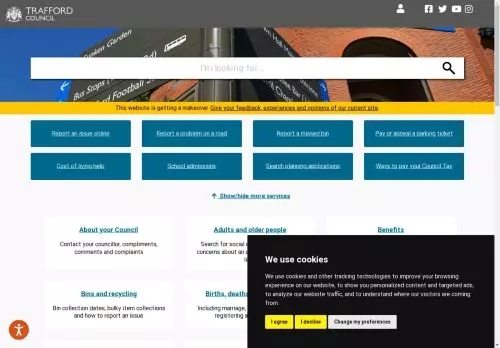 TRAFFORD
COUNCIL
Sunken Garden
Bus Stops
I'm looking for...
This website is getting a makeover. Give your feedback, experiences and opinions of our current site.
Report an issue online
Report a problem on a road
Report a missed bin
Pay or appeal a parking ticket
Cost of living help
School admissions
Search planning applications
Ways to pay your Council Tax
Show/hide more services
About your Council
Contact your councillor, compliments,
comments and complaints
Adults and older people
Search for social
concerns about an
Benefits
Bins and recycling
Bin collection dates, bulky item collections
and how to report an issue
Births, deaths
Including marriage,
registering a
We use cookies
We use cookies and other tracking technologies to improve your browsing
experience on our website, to show you personalized content and targeted ads,
to analyze our website traffic, and to understand where our visitors are coming
from.
I agree
I decline
Change my preferences